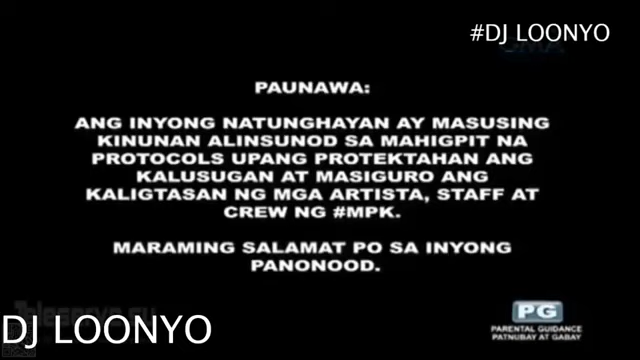 #DJ LOONYO
GMA
PAUNAWA:
ANG INYONG NATUNGHAYAN AY MASUSING
KINUNAN ALINSUNOD SA MAHIGPIT NA
PROTOCOLS UPANG PROTEKTAHAN ANG
KALUSUGAN AT MASIGURO ANG
KALIGTASAN NG MGA ARTISTA, STAFF AT
CREW NG #MPK.
MARAMING SALAMAT PO SA INYONG
PANONOOD.
PG
PARENTAL GUIDANCE
PATNUBAY AT GABAY
DJ LOONYO